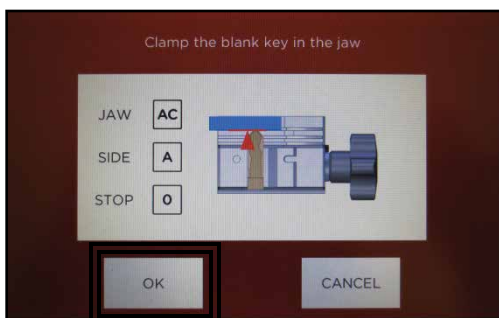 Clamp the blank key in the jaw
JAW AC
SIDE A
STOP 0
OK CANCEL